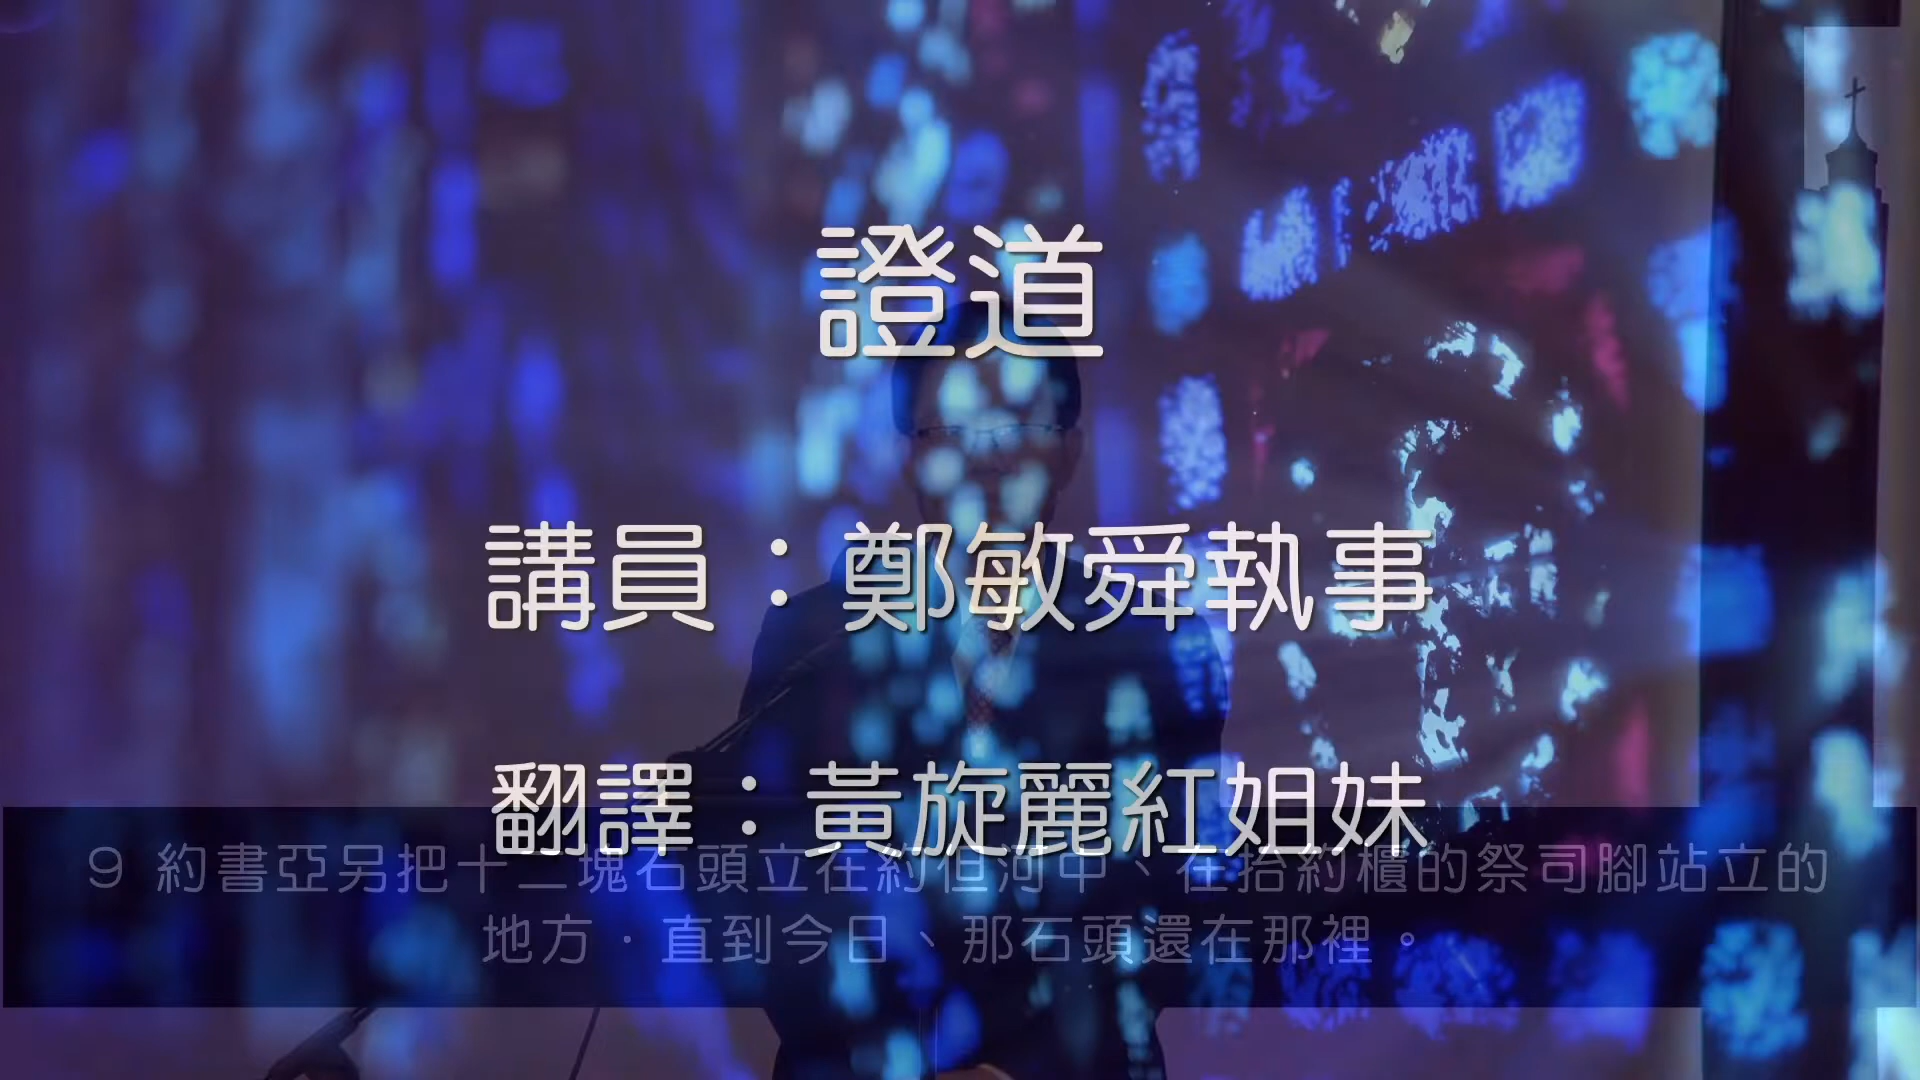 證道
講員：鄭敏舜執事
翻譯：黃旋麗紅姐妹
9 約書亞另把十二塊石頭立在約但河中、在抬約櫃的祭司腳站立的
地方．直到今日、那石頭還在那裡。